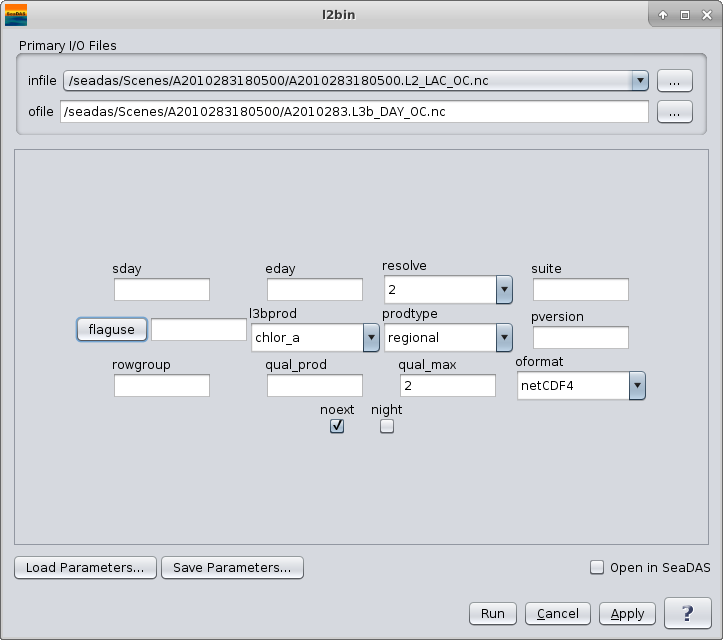 SeaDAS
l2bin
Primary I/O Files
infile /seadas/Scenes/A2010283180500/A2010283180500.L2_LAC_OC.nc ...
ofile /seadas/Scenes/A2010283180500/A2010283.L3b_DAY_OC.nc ...
sday eday resolve suite
2
flaguse l3bprod prodtype pversion
chlor_a regional
rowgroup qual_prod qual_max oformat
2 netCDF4
noext night
Load Parameters... Save Parameters... Open in SeaDAS
Run Cancel Apply ?